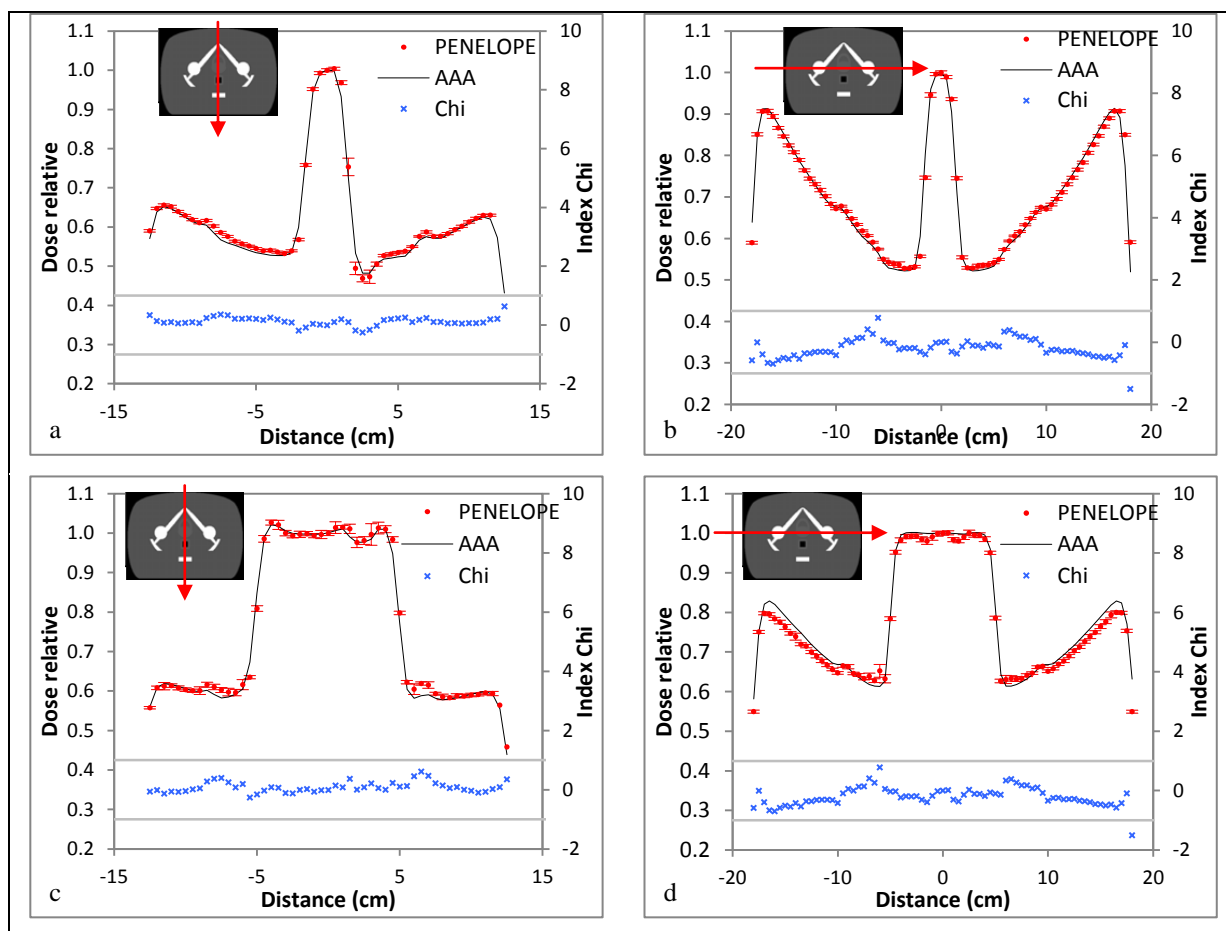 1.1
1.0
0.9
0.8
0.7
0.6
0.5
0.4
0.3
0.2
Dose relative
PENELOPE
AAA
Chi
10
8
6
4
2
0
-2
Index Chi
-15 -5 5 15
Distance (cm)
a
1.1
1.0
0.9
0.8
0.7
0.6
0.5
0.4
0.3
0.2
Dose relative
PENELOPE
AAA
Chi
10
8
6
4
2
0
-2
Index Chi
-20 -10 0 10 20
Distance (cm)
b
1.1
1.0
0.9
0.8
0.7
0.6
0.5
0.4
0.3
0.2
Dose relative
PENELOPE
AAA
Chi
10
8
6
4
2
0
-2
Index Chi
-15 -5 5 15
Distance (cm)
c
1.1
1.0
0.9
0.8
0.7
0.6
0.5
0.4
0.3
0.2
Dose relative
PENELOPE
AAA
Chi
10
8
6
4
2
0
-2
Index Chi
-20 -10 0 10 20
Distance (cm)
d